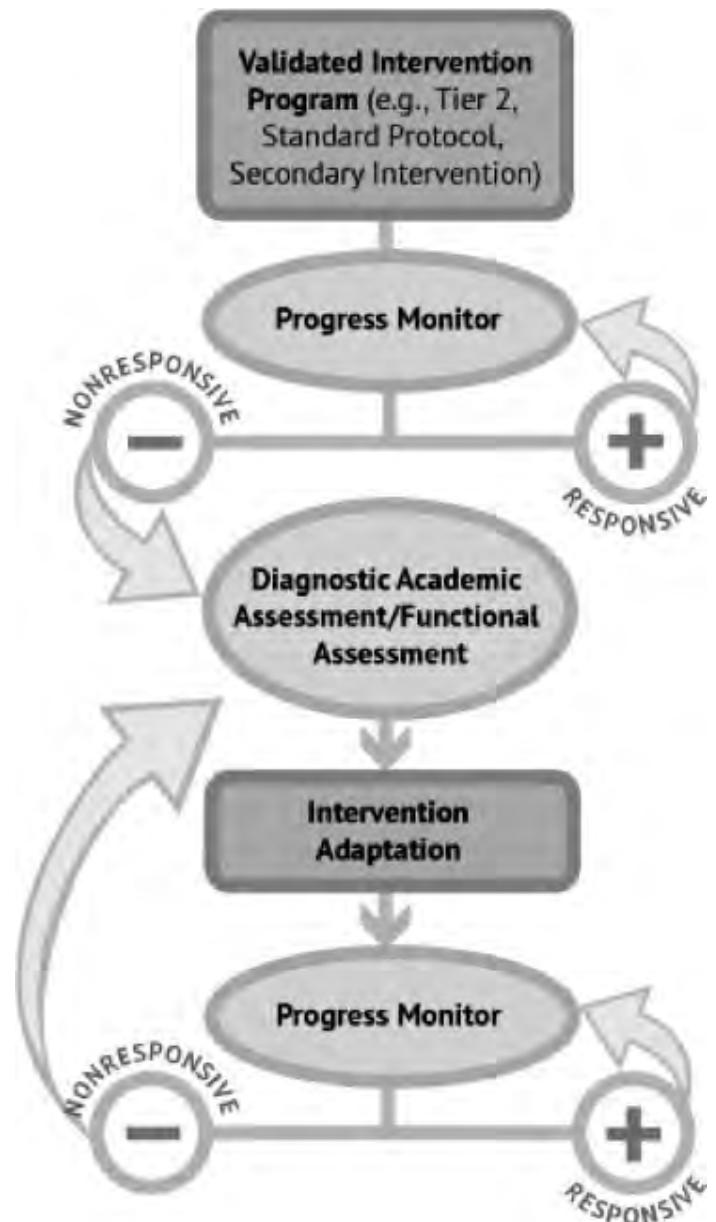 Validated Intervention
Program (e.g., Tier 2,
Standard Protocol,
Secondary Intervention)
Progress Monitor
NONRESPONSIVE
RESPONSIVE
Diagnostic Academic
Assessment/Functional
Assessment
Intervention
Adaptation
Progress Monitor
NONRESPONSIVE
RESPONSIVE